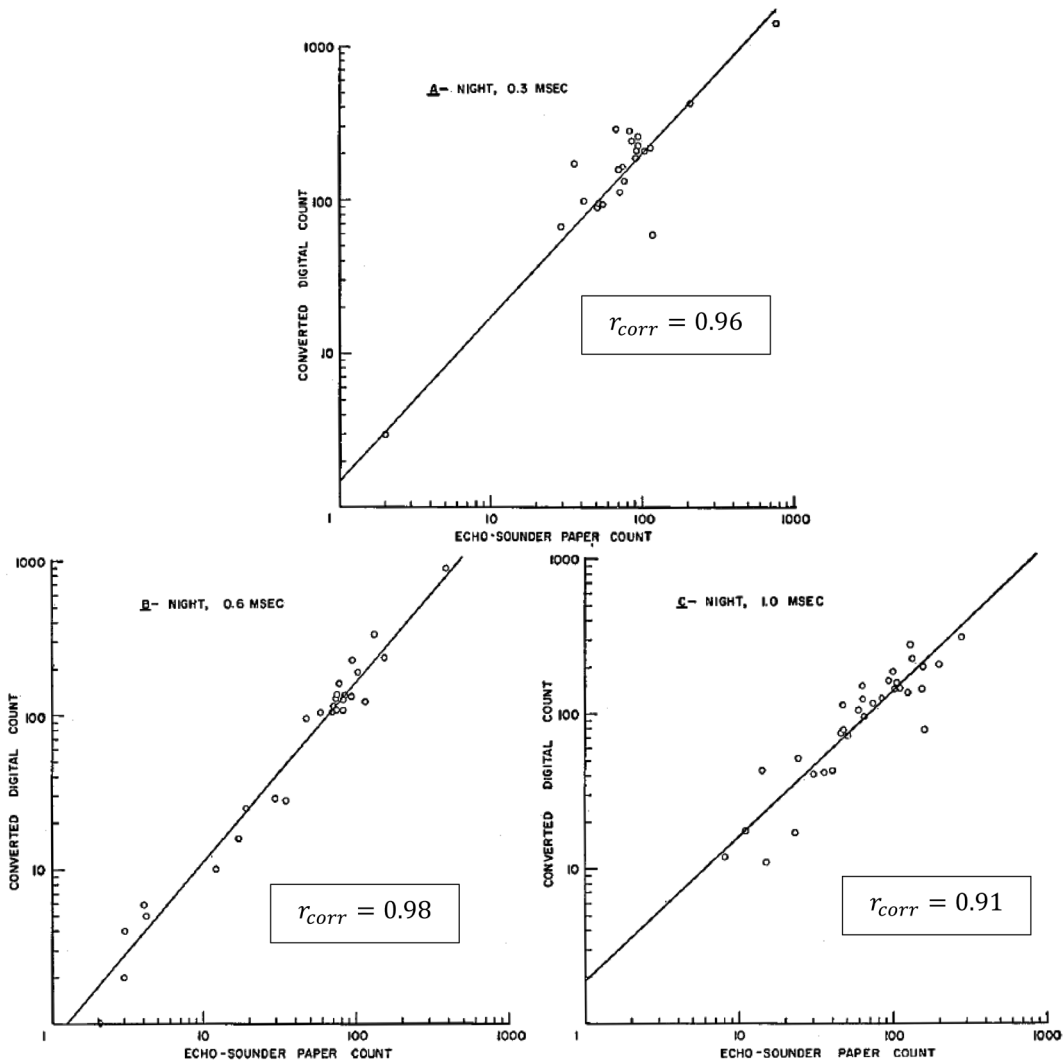 1000
A- NIGHT, 0.3 MSEC
CONVERTED DIGITAL COUNT
100
r_corr = 0.96
10
1
10
100
1000
ECHO-SOUNDER PAPER COUNT
1000
B- NIGHT, 0.6 MSEC
CONVERTED DIGITAL COUNT
100
10
r_corr = 0.98
1
10
100
1000
ECHO-SOUNDER PAPER COUNT
1000
C- NIGHT, 1.0 MSEC
CONVERTED DIGITAL COUNT
100
10
r_corr = 0.91
1
10
100
1000
ECHO-SOUNDER PAPER COUNT